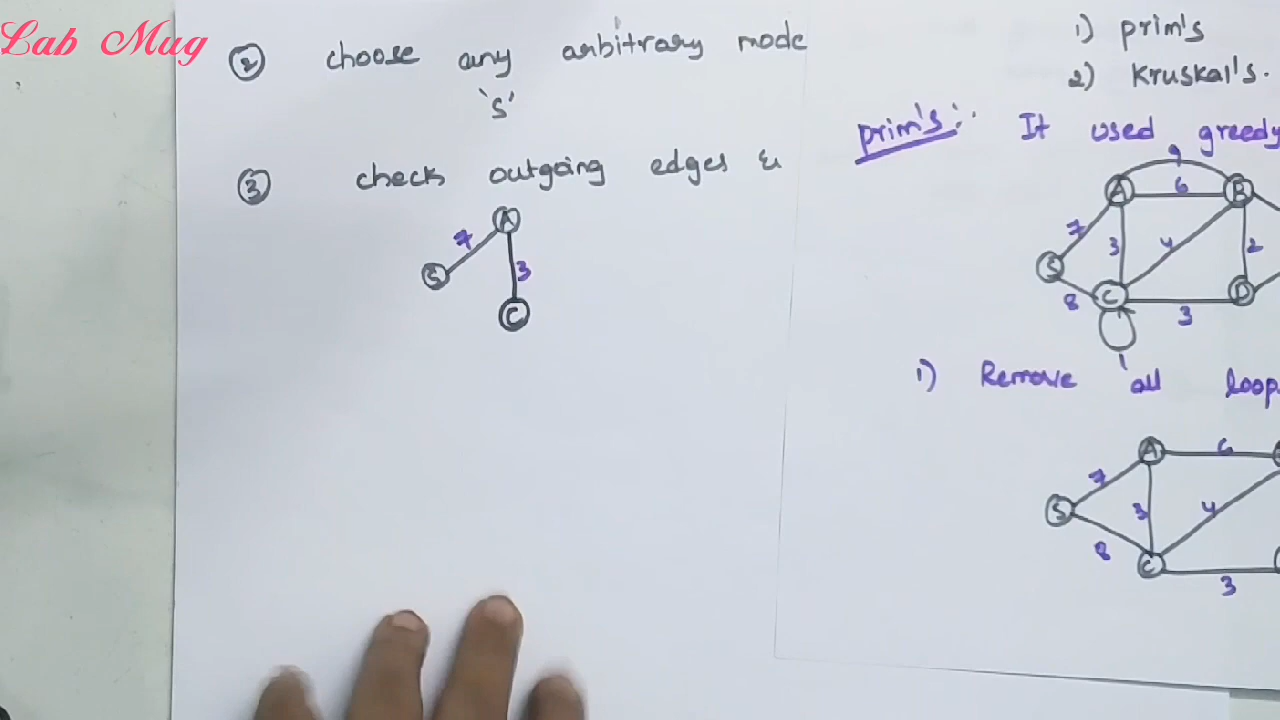 Lab Mug
② choose any arbitrary node
's'
③ check outgoing edges &
A
7
S
3
C
1) prim's
2) Kruskal's.
prim's:- It used greedy
9
A 6 B
7 3 4 2
S
8 C 3 D
1
1) Remove all loop
A 6
7 3 4
S
8
C 3